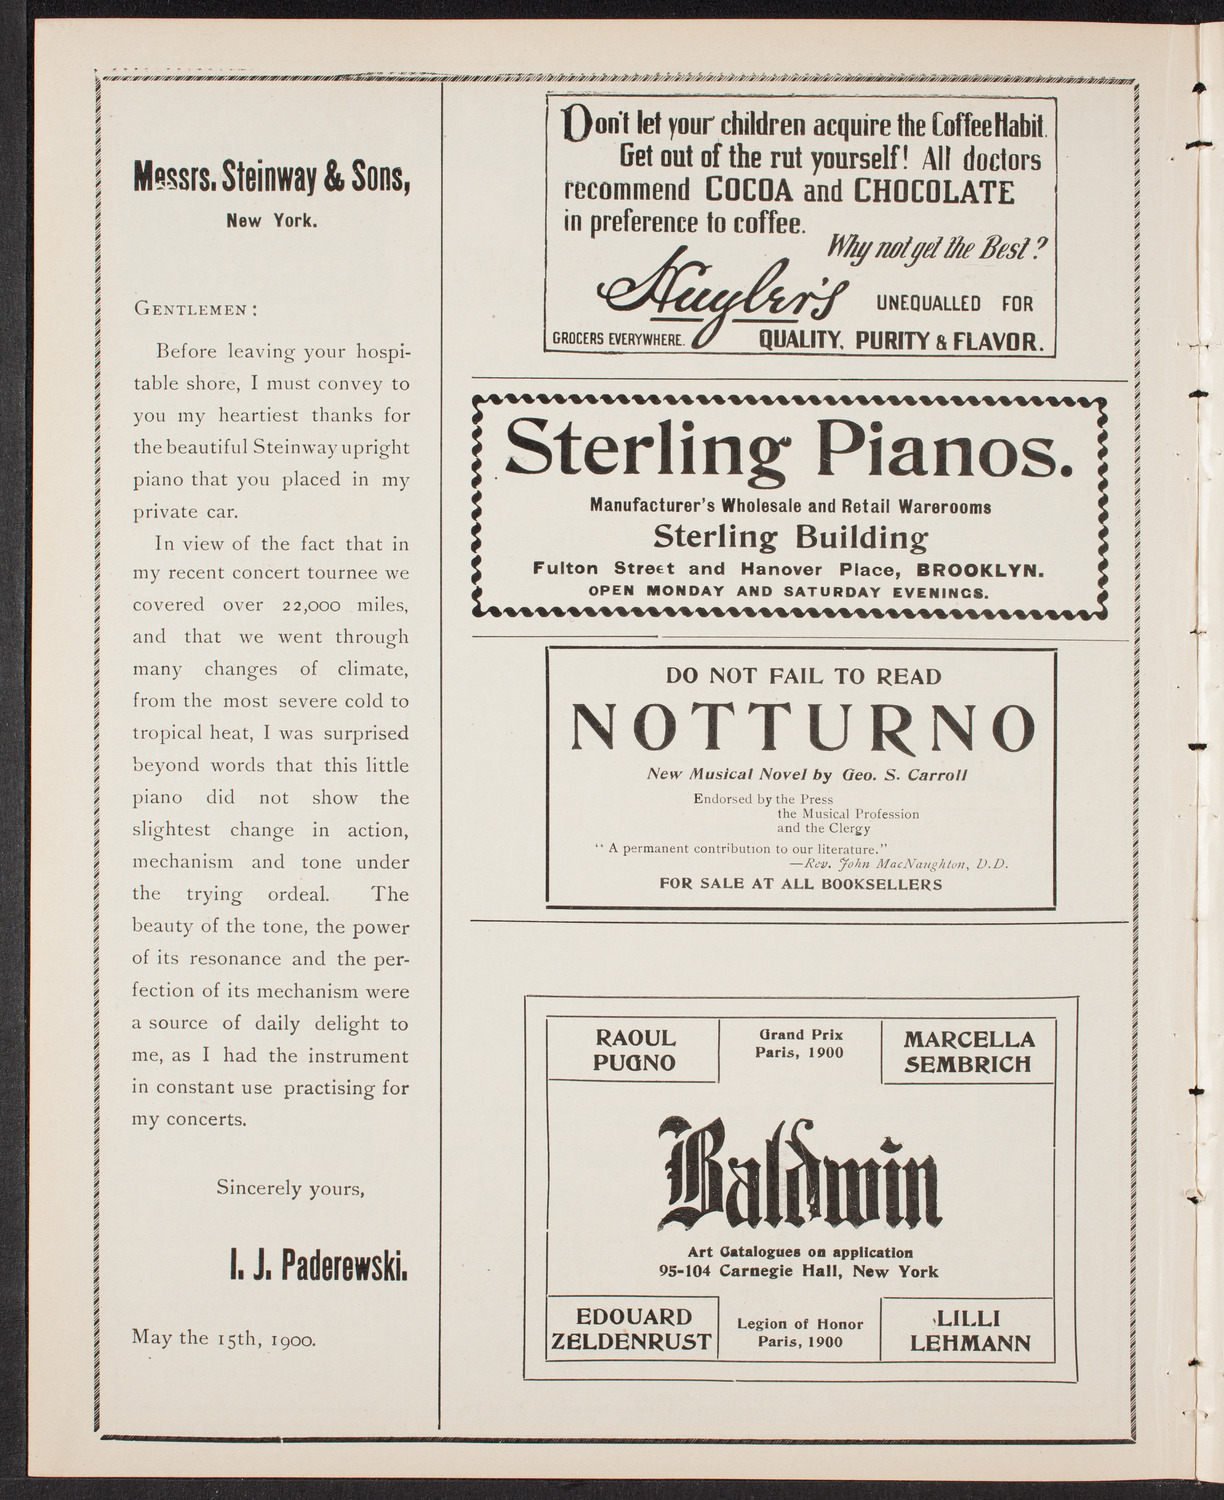 Messrs. Steinway & Sons,
New York.
GENTLEMEN:
Before leaving your hospi-
table shore, I must convey to
you my heartiest thanks for
the beautiful Steinway upright
piano that you placed in my
private car.
In view of the fact that in
my recent concert tournee we
covered over 22,000 miles,
and that we went through
many changes of climate,
from the most severe cold to
tropical heat, I was surprised
beyond words that this little
piano did not show the
slightest change in action,
mechanism and tone under
the trying ordeal. The
beauty of the tone, the power
of its resonance and the per-
fection of its mechanism were
a source of daily delight to
me, as I had the instrument
in constant use practising for
my concerts.
Sincerely yours,
I. J. Paderewski.
May the 15th, 1900.
Don't let your children acquire the Coffee Habit.
Get out of the rut yourself! All doctors
recommend COCOA and CHOCOLATE
in preference to coffee.
Why not get the Best?
Huyler's
UNEQUALLED FOR
GROCERS EVERYWHERE.
QUALITY, PURITY & FLAVOR.
Sterling Pianos.
Manufacturer's Wholesale and Retail Warerooms
Sterling Building
Fulton Street and Hanover Place, BROOKLYN.
OPEN MONDAY AND SATURDAY EVENINGS.
DO NOT FAIL TO READ
NOTTURNO
New Musical Novel by Geo. S. Carroll
Endorsed by the Press
the Musical Profession
and the Clergy
"A permanent contribution to our literature."
—Rev. John MacNaughton, D.D.
FOR SALE AT ALL BOOKSELLERS
RAOUL
PUGNO
Grand Prix
Paris, 1900
MARCELLA
SEMBRICH
Baldwin
Art Catalogues on application
95-104 Carnegie Hall, New York
EDOUARD
ZELDENRUST
Legion of Honor
Paris, 1900
LILLI
LEHMANN